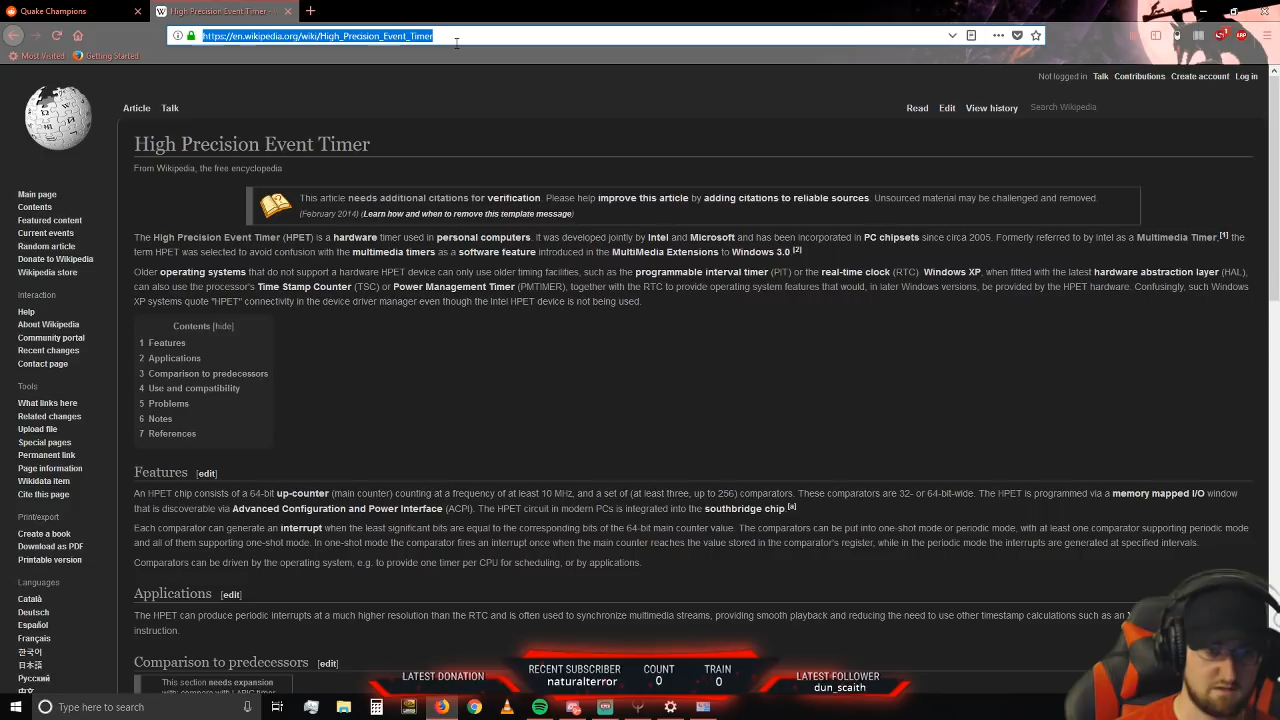 Quake Champions
High Precision Event Timer -
https://en.wikipedia.org/wiki/High_Precision_Event_Timer
Most Visited
Getting Started
Not logged in Talk Contributions Create account Log in
Article Talk
Read Edit View history Search Wikipedia
High Precision Event Timer
From Wikipedia, the free encyclopedia
This article needs additional citations for verification. Please help improve this article by adding citations to reliable sources. Unsourced material may be challenged and removed.
(February 2014) (Learn how and when to remove this template message)
The High Precision Event Timer (HPET) is a hardware timer used in personal computers. It was developed jointly by Intel and Microsoft and has been incorporated in PC chipsets since circa 2005. Formerly referred to by Intel as a Multimedia Timer,[1] the
term HPET was selected to avoid confusion with the multimedia timers as a software feature introduced in the MultiMedia Extensions to Windows 3.0 [2]
Older operating systems that do not support a hardware HPET device can only use older timing facilities, such as the programmable interval timer (PIT) or the real-time clock (RTC). Windows XP, when fitted with the latest hardware abstraction layer (HAL),
can also use the processor's Time Stamp Counter (TSC) or Power Management Timer (PMTIMER), together with the RTC to provide operating system features that would, in later Windows versions, be provided by the HPET hardware. Confusingly, such Windows
XP systems quote "HPET" connectivity in the device driver manager even though the Intel HPET device is not being used.
Contents [hide]
1 Features
2 Applications
3 Comparison to predecessors
4 Use and compatibility
5 Problems
6 Notes
7 References
Features [edit]
An HPET chip consists of a 64-bit up-counter (main counter) counting at a frequency of at least 10 MHz, and a set of (at least three, up to 256) comparators. These comparators are 32- or 64-bit-wide. The HPET is programmed via a memory mapped I/O window
that is discoverable via Advanced Configuration and Power Interface (ACPI). The HPET circuit in modern PCs is integrated into the southbridge chip.[a]
Each comparator can generate an interrupt when the least significant bits are equal to the corresponding bits of the 64-bit main counter value. The comparators can be put into one-shot mode or periodic mode, with at least one comparator supporting periodic mode
and all of them supporting one-shot mode. In one-shot mode the comparator fires an interrupt once when the main counter reaches the value stored in the comparator's register, while in the periodic mode the interrupts are generated at specified intervals.
Comparators can be driven by the operating system, e.g. to provide one timer per CPU for scheduling, or by applications.
Applications [edit]
The HPET can produce periodic interrupts at a much higher resolution than the RTC and is often used to synchronize multimedia streams, providing smooth playback and reducing the need to use other timestamp calculations such as an
instruction.
Comparison to predecessors [edit]
This section needs expansion
Main page
Contents
Featured content
Current events
Random article
Donate to Wikipedia
Wikipedia store
Interaction
Help
About Wikipedia
Community portal
Recent changes
Contact page
Tools
What links here
Related changes
Upload file
Special pages
Permanent link
Page information
Wikidata item
Cite this page
Print/export
Create a book
Download as PDF
Printable version
Languages
Català
Deutsch
Español
Français
한국어
日本語
Русский
中文
LATEST DONATION
RECENT SUBSCRIBER
naturalterror
COUNT
0
TRAIN
0
LATEST FOLLOWER
dun_scaith
Type here to search